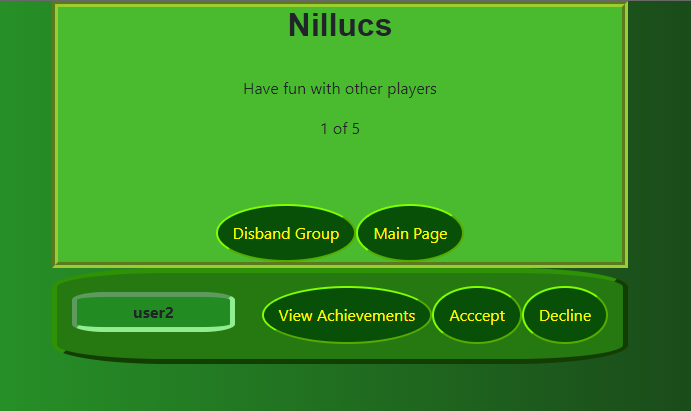 Nillucs
Have fun with other players
1 of 5
Disband Group Main Page
user2 View Achievements Acccept Decline